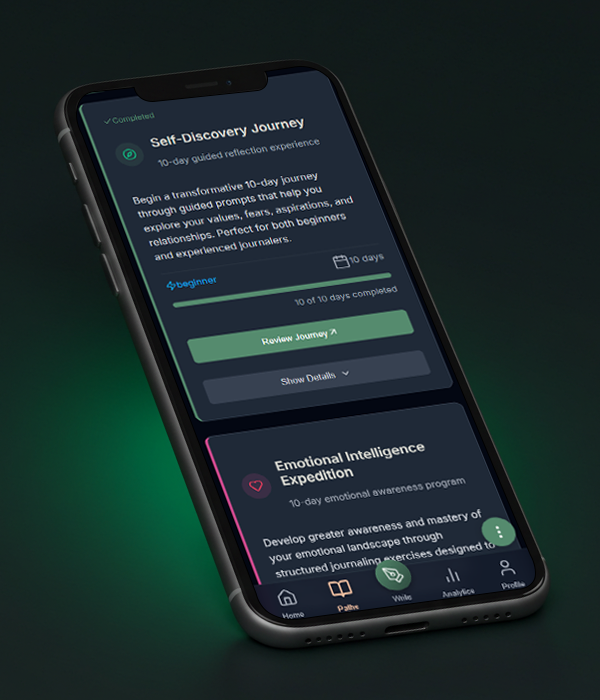 Completed
Self-Discovery Journey
10-day guided reflection experience
Begin a transformative 10-day journey
through guided prompts that help you
explore your values, fears, aspirations, and
relationships. Perfect for both beginners
and experienced journalers.
beginner
10 days
10 of 10 days completed
Review Journey
Show Details
Emotional Intelligence
Expedition
10-day emotional awareness program
Develop greater awareness and mastery of
your emotional landscape through
structured journaling exercises designed to
Home
Paths
Write
Analytics
Profile